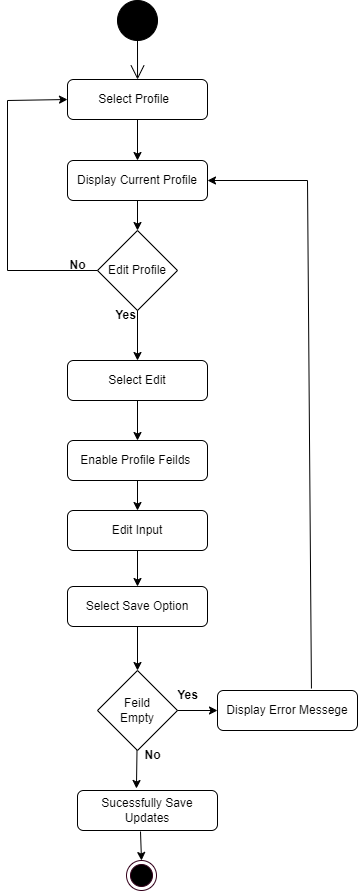 Select Profile
Display Current Profile
Edit Profile
No
Yes
Select Edit
Enable Profile Feilds
Edit Input
Select Save Option
Feild
Empty
Yes
Display Error Messege
No
Sucessfully Save
Updates